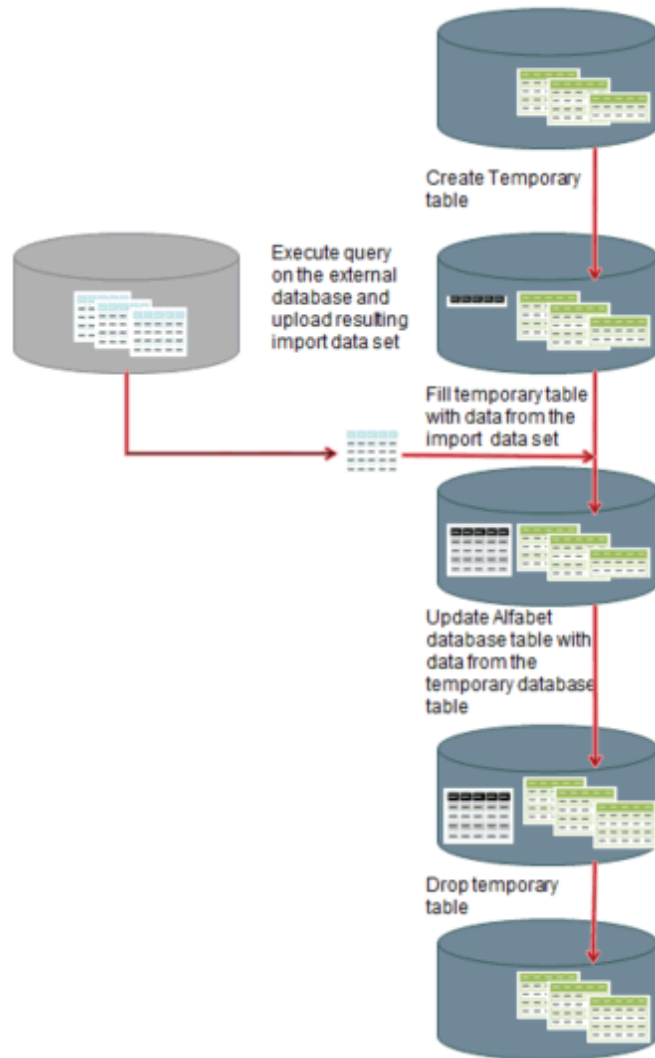 Create Temporary
table
Execute query
on the external
database and
upload resulting
import data set
Fill temporary table
with data from the
import data set
Update Alfabet
database table with
data from the
temporary database
table
Drop temporary
table